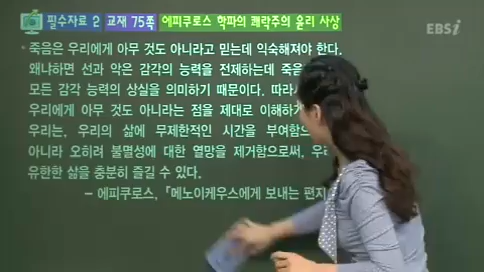 필수자료 2 교재 75쪽 에피쿠로스 학파의 쾌락주의 윤리 사상
EBSi
죽음은 우리에게 아무 것도 아니라고 믿는데 익숙해져야 한다.
왜냐하면 선과 악은 감각의 능력을 전제하는데 죽음
모든 감각 능력의 상실을 의미하기 때문이다. 따라
우리에게 아무 것도 아니라는 점을 제대로 이해하
우리는, 우리의 삶에 무제한적인 시간을 부여함으
아니라 오히려 불멸성에 대한 열망을 제거함으로써,
유한한 삶을 충분히 즐길 수 있다.
– 에피쿠로스, 「메노이케우스에게 보내는 편지